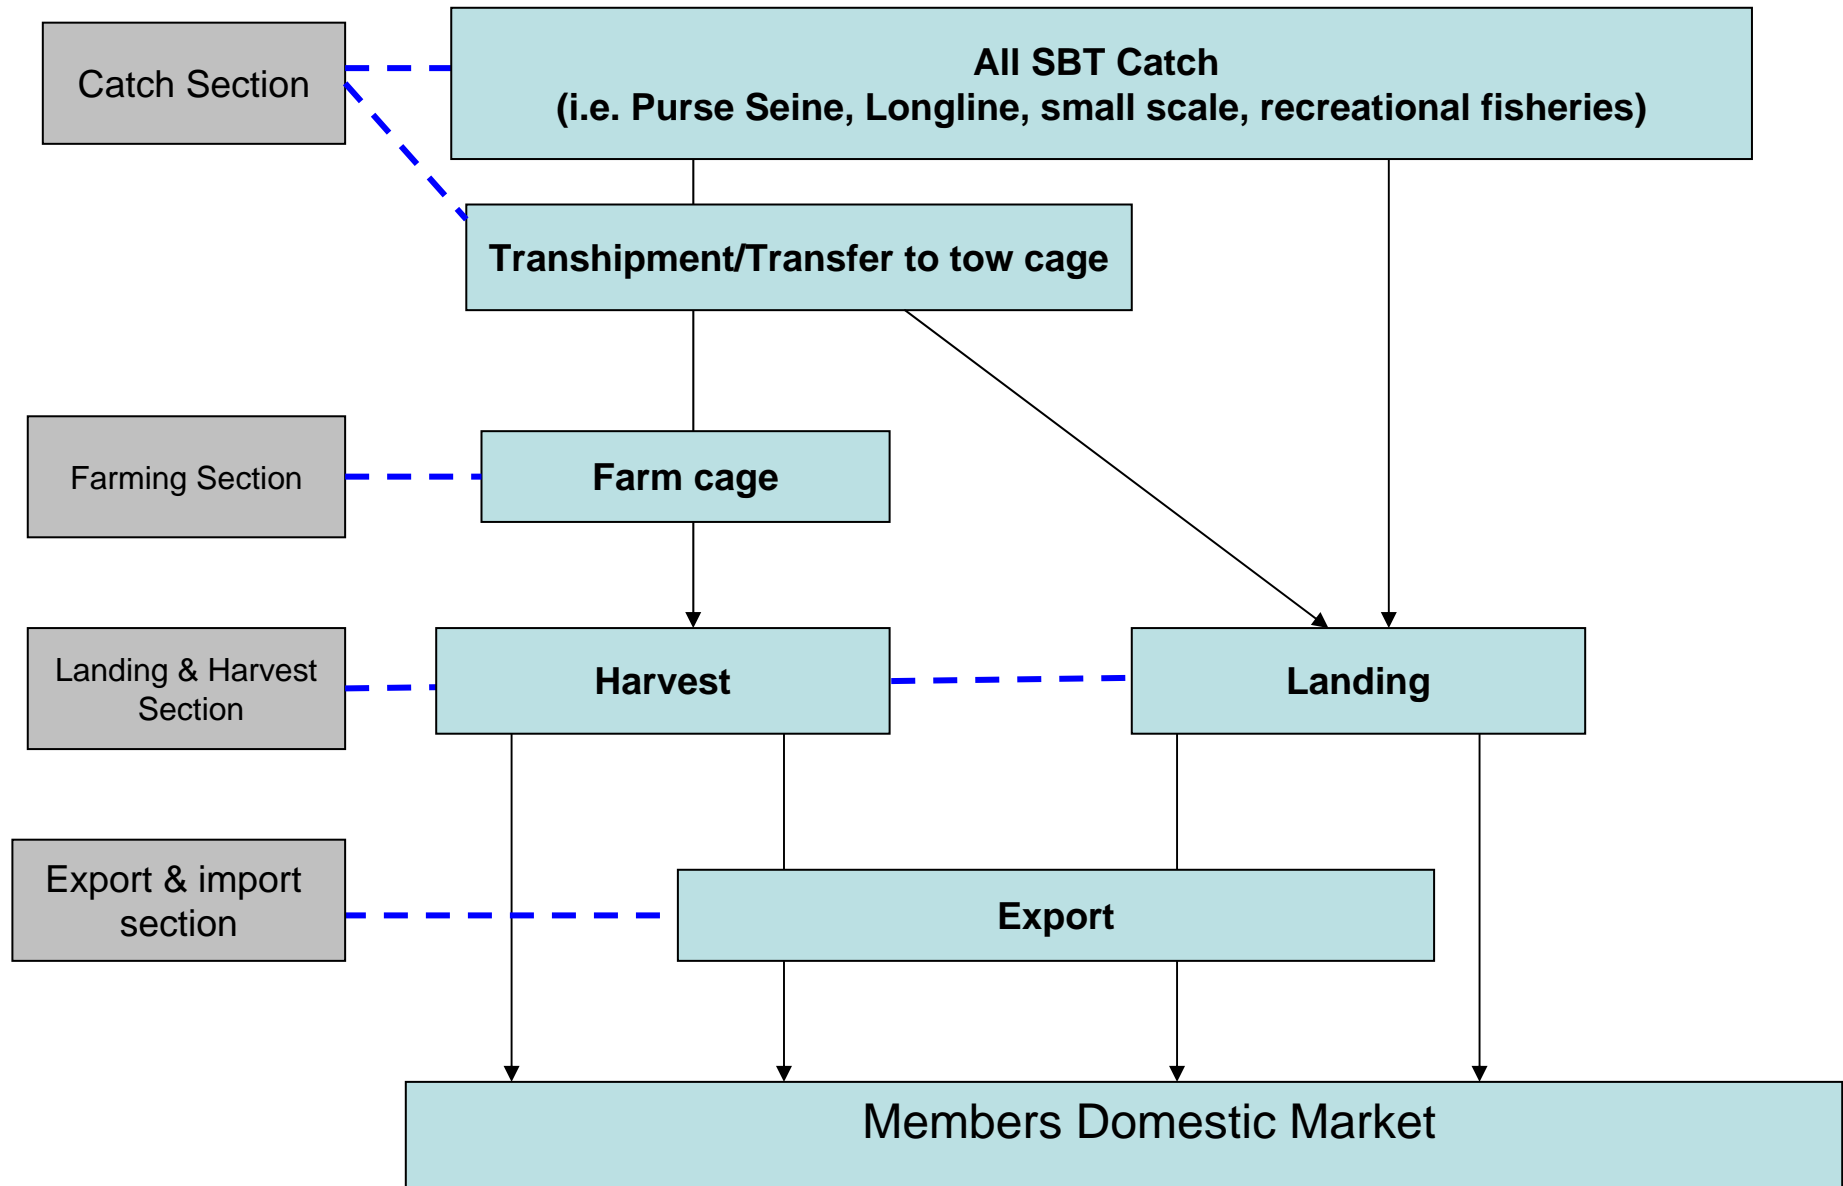 Catch Section
All SBT Catch
(i.e. Purse Seine, Longline, small scale, recreational fisheries)
Transhipment/Transfer to tow cage
Farming Section
Farm cage
Landing & Harvest
Section
Harvest
Landing
Export & import
section
Export
Members Domestic Market